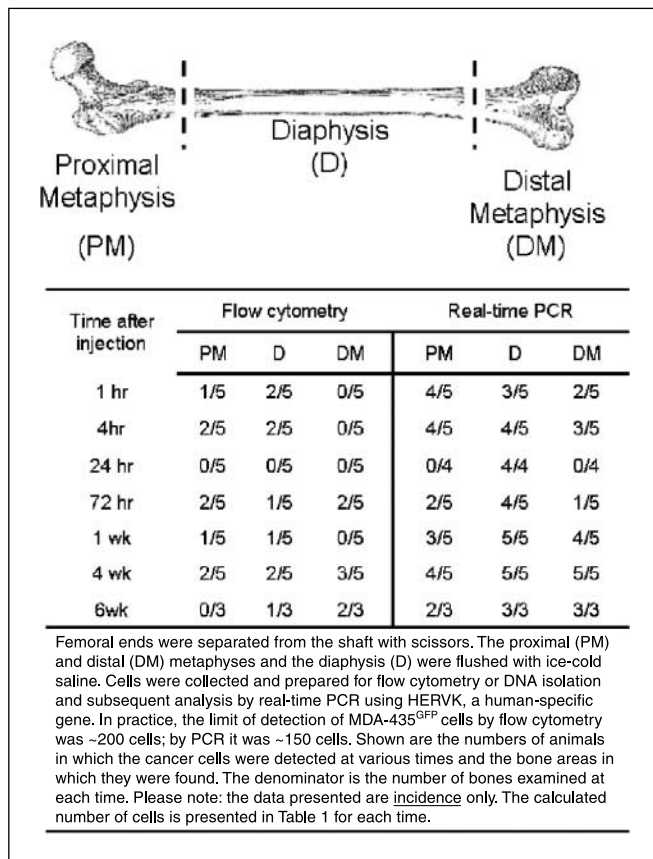 Proximal
Metaphysis
(PM)
Diaphysis
(D)
Distal
Metaphysis
(DM)
Time after
injection
Flow cytometry Real-time PCR
PM D DM PM D DM
1 hr 1/5 2/5 0/5 4/5 3/5 2/5
4hr 2/5 2/5 0/5 4/5 4/5 3/5
24 hr 0/5 0/5 0/5 0/4 4/4 0/4
72 hr 2/5 1/5 2/5 2/5 4/5 1/5
1 wk 1/5 1/5 0/5 3/5 5/5 4/5
4 wk 2/5 2/5 3/5 4/5 5/5 5/5
6wk 0/3 1/3 2/3 2/3 3/3 3/3
Femoral ends were separated from the shaft with scissors. The proximal (PM)
and distal (DM) metaphyses and the diaphysis (D) were flushed with ice-cold
saline. Cells were collected and prepared for flow cytometry or DNA isolation
and subsequent analysis by real-time PCR using HERVK, a human-specific
gene. In practice, the limit of detection of MDA-435GFP cells by flow cytometry
was ~200 cells; by PCR it was ~150 cells. Shown are the numbers of animals
in which the cancer cells were detected at various times and the bone areas in
which they were found. The denominator is the number of bones examined at
each time. Please note: the data presented are incidence only. The calculated
number of cells is presented in Table 1 for each time.